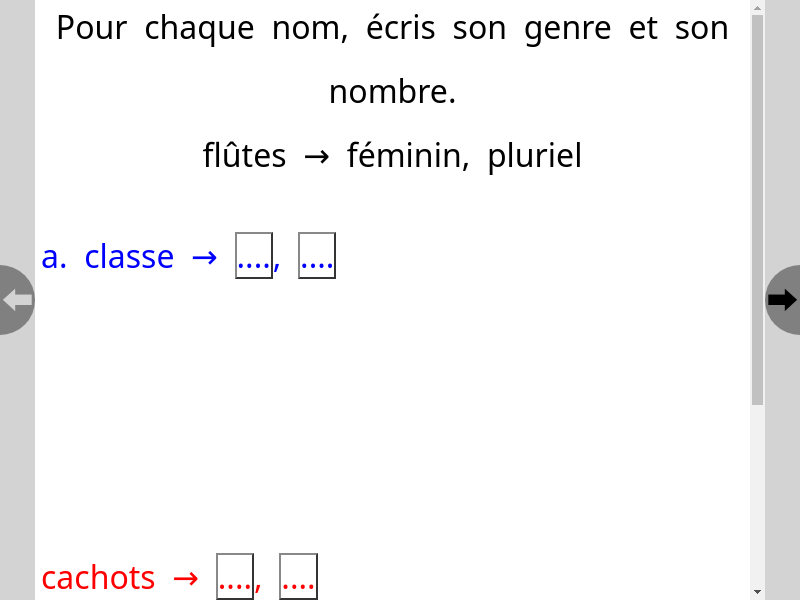 Pour chaque nom, écris son genre et son
nombre.
flûtes → féminin, pluriel
a. classe → ...., ....
cachots → ...., ....